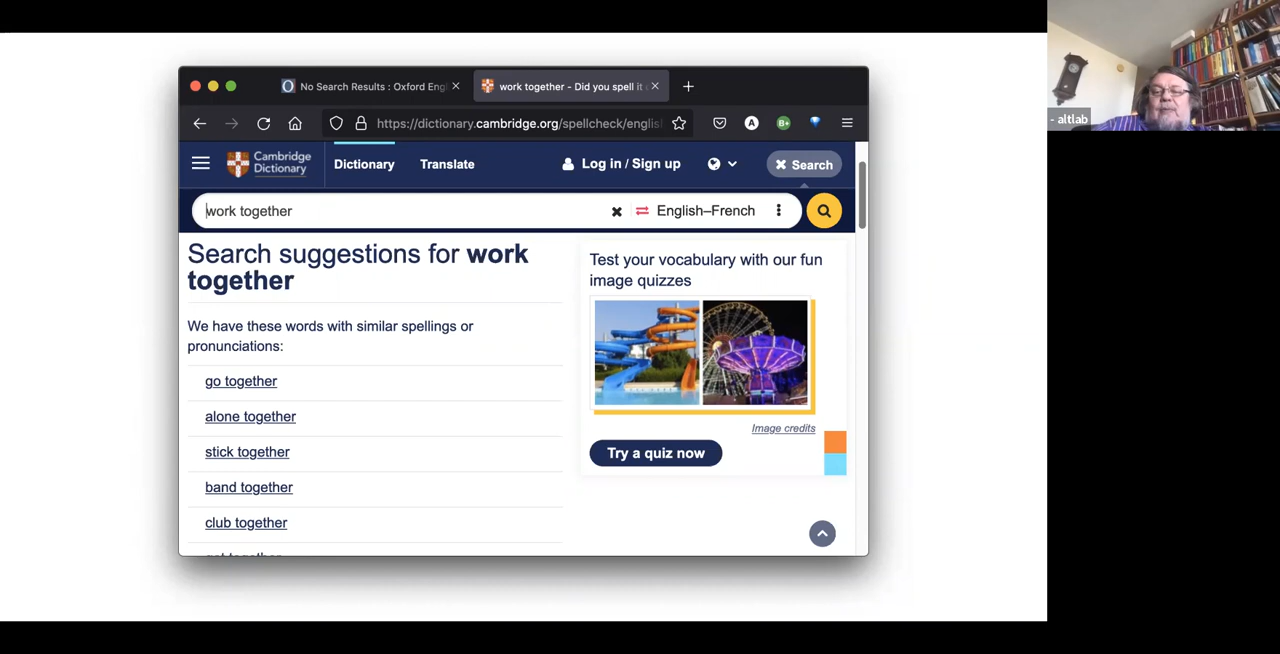 No Search Results : Oxford Eng
work together - Did you spell it
https://dictionary.cambridge.org/spellcheck/englis
Cambridge
Dictionary
Dictionary
Translate
Log in / Sign up
Search
work together
English–French
Search suggestions for work
together
We have these words with similar spellings or
pronunciations:
go together
alone together
stick together
band together
club together
get together
Test your vocabulary with our fun
image quizzes
Image credits
Try a quiz now
- altlab